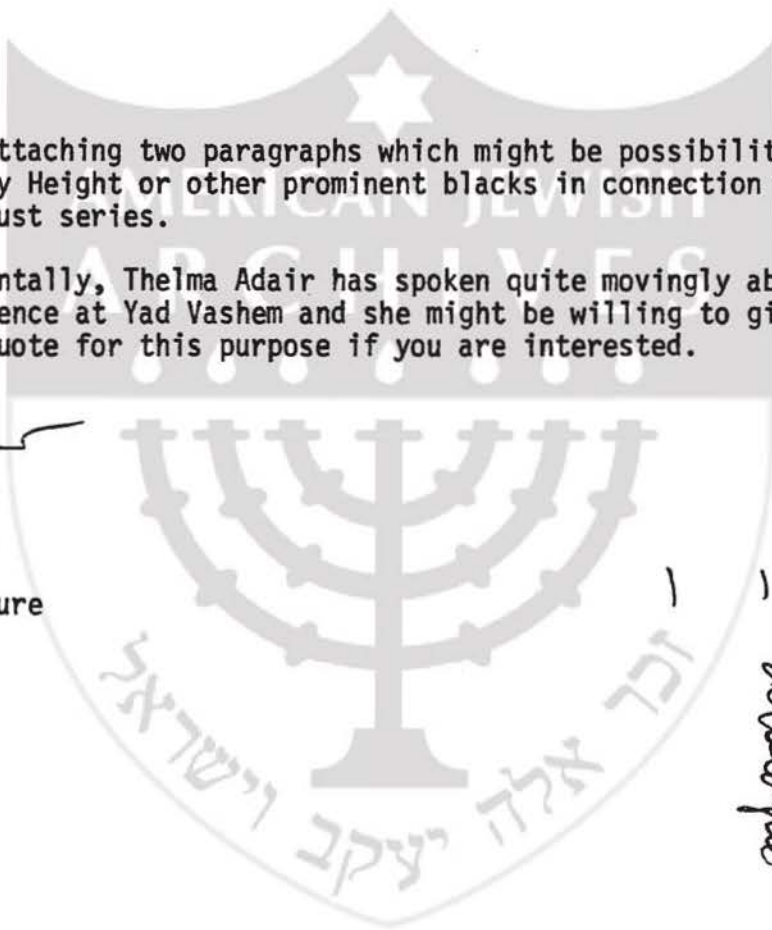 ttaching two paragraphs which might be possibilit
y Height or other prominent blacks in connection
ust series.
ntally, Thelma Adair has spoken quite movingly ab
ence at Yad Vashem and she might be willing to gi
uote for this purpose if you are interested.
ure
AMERICAN JEWISH
ARCHIVES
זכר אלה יעקב וישראל